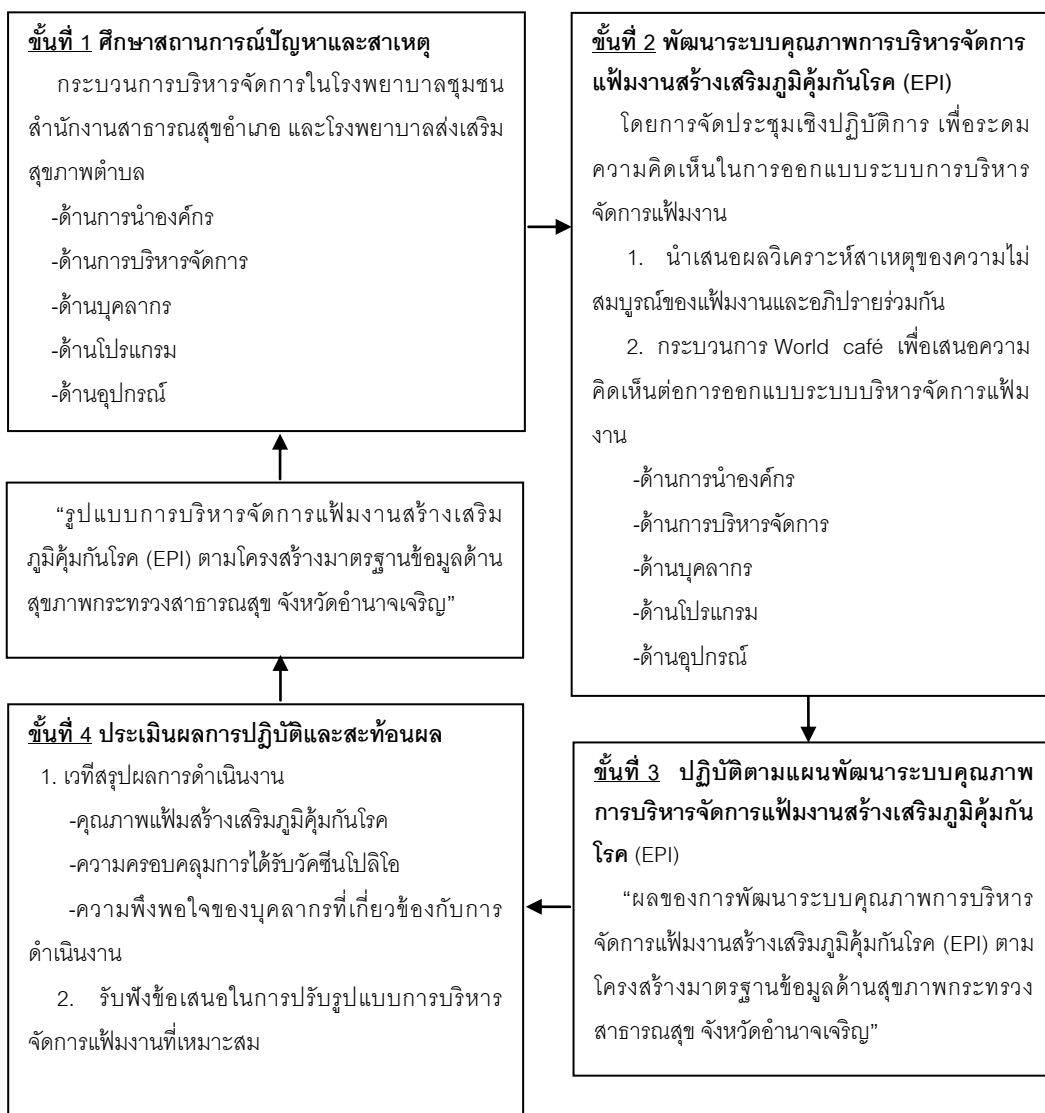 ขั้นที่ 1 ศึกษาสถานการณ์ปัญหาและสาเหตุ
กระบวนการบริหารจัดการในโรงพยาบาลชุมชน
สำนักงานสาธารณสุขอำเภอ และโรงพยาบาลส่งเสริม
สุขภาพตำบล
-ด้านการนำองค์กร
-ด้านการบริหารจัดการ
-ด้านบุคลากร
-ด้านโปรแกรม
-ด้านอุปกรณ์
ขั้นที่ 2 พัฒนาระบบคุณภาพการบริหารจัดการ
แฟ้มงานสร้างเสริมภูมิคุ้มกันโรค (EPI)
โดยการจัดประชุมเชิงปฏิบัติการ เพื่อระดม
ความคิดเห็นในการออกแบบระบบการบริหาร
จัดการแฟ้มงาน
1. นำเสนอผลวิเคราะห์สาเหตุของความไม่
สมบูรณ์ของแฟ้มงานและอภิปรายร่วมกัน
2. กระบวนการ World café เพื่อเสนอความ
คิดเห็นต่อการออกแบบระบบบริหารจัดการแฟ้ม
งาน
-ด้านการนำองค์กร
-ด้านการบริหารจัดการ
-ด้านบุคลากร
-ด้านโปรแกรม
-ด้านอุปกรณ์
ขั้นที่ 3 ปฏิบัติตามแผนพัฒนาระบบคุณภาพ
การบริหารจัดการแฟ้มงานสร้างเสริมภูมิคุ้มกัน
โรค (EPI)
“ผลของการพัฒนาระบบคุณภาพการบริหาร
จัดการแฟ้มงานสร้างเสริมภูมิคุ้มกันโรค (EPI) ตาม
โครงสร้างมาตรฐานข้อมูลด้านสุขภาพกระทรวง
สาธารณสุข จังหวัดอำนาจเจริญ”
ขั้นที่ 4 ประเมินผลการปฏิบัติและสะท้อนผล
1. เวทีสรุปผลการดำเนินงาน
-คุณภาพแฟ้มสร้างเสริมภูมิคุ้มกันโรค
-ความครอบคลุมการได้รับวัคซีนโปลิโอ
-ความพึงพอใจของบุคลากรที่เกี่ยวข้องกับการ
ดำเนินงาน
2. รับฟังข้อเสนอในการปรับรูปแบบการบริหาร
จัดการแฟ้มงานที่เหมาะสม
“รูปแบบการบริหารจัดการแฟ้มงานสร้างเสริม
ภูมิคุ้มกันโรค (EPI) ตามโครงสร้างมาตรฐานข้อมูลด้าน
สุขภาพกระทรวงสาธารณสุข จังหวัดอำนาจเจริญ”